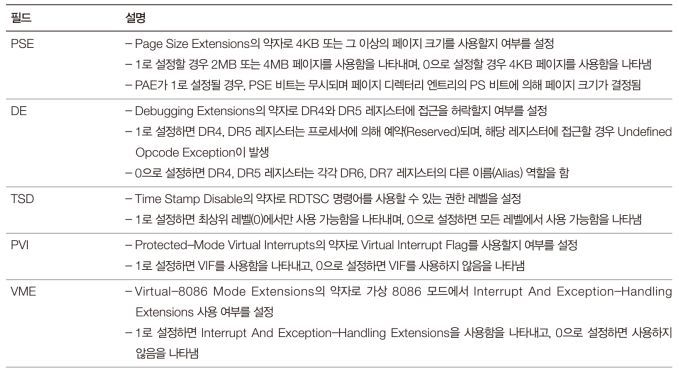 필드 설명
PSE – Page Size Extensions의 약자로 4KB 또는 그 이상의 페이지 크기를 사용할지 여부를 설정
– 1로 설정할 경우 2MB 또는 4MB 페이지를 사용함을 나타내며, 0으로 설정할 경우 4KB 페이지를 사용함을 나타냄
– PAE가 1로 설정될 경우, PSE 비트는 무시되며 페이지 디렉터리 엔트리의 PS 비트에 의해 페이지 크기가 결정됨
DE – Debugging Extensions의 약자로 DR4와 DR5 레지스터에 접근을 허락할지 여부를 설정
– 1로 설정하면 DR4, DR5 레지스터는 프로세서에 의해 예약(Reserved)되며, 해당 레지스터에 접근할 경우 Undefined
Opcode Exception이 발생
– 0으로 설정하면 DR4, DR5 레지스터는 각각 DR6, DR7 레지스터의 다른 이름(Alias) 역할을 함
TSD – Time Stamp Disable의 약자로 RDTSC 명령어를 사용할 수 있는 권한 레벨을 설정
– 1로 설정하면 최상위 레벨(0)에서만 사용 가능함을 나타내며, 0으로 설정하면 모든 레벨에서 사용 가능함을 나타냄
PVI – Protected–Mode Virtual Interrupts의 약자로 Virtual Interrupt Flag를 사용할지 여부를 설정
– 1로 설정하면 VIF를 사용함을 나타내고, 0으로 설정하면 VIF를 사용하지 않음을 나타냄
VME – Virtual–8086 Mode Extensions의 약자로 가상 8086 모드에서 Interrupt And Exception–Handling
Extensions 사용 여부를 설정
– 1로 설정하면 Interrupt And Exception–Handling Extensions을 사용함을 나타내고, 0으로 설정하면 사용하지
않음을 나타냄